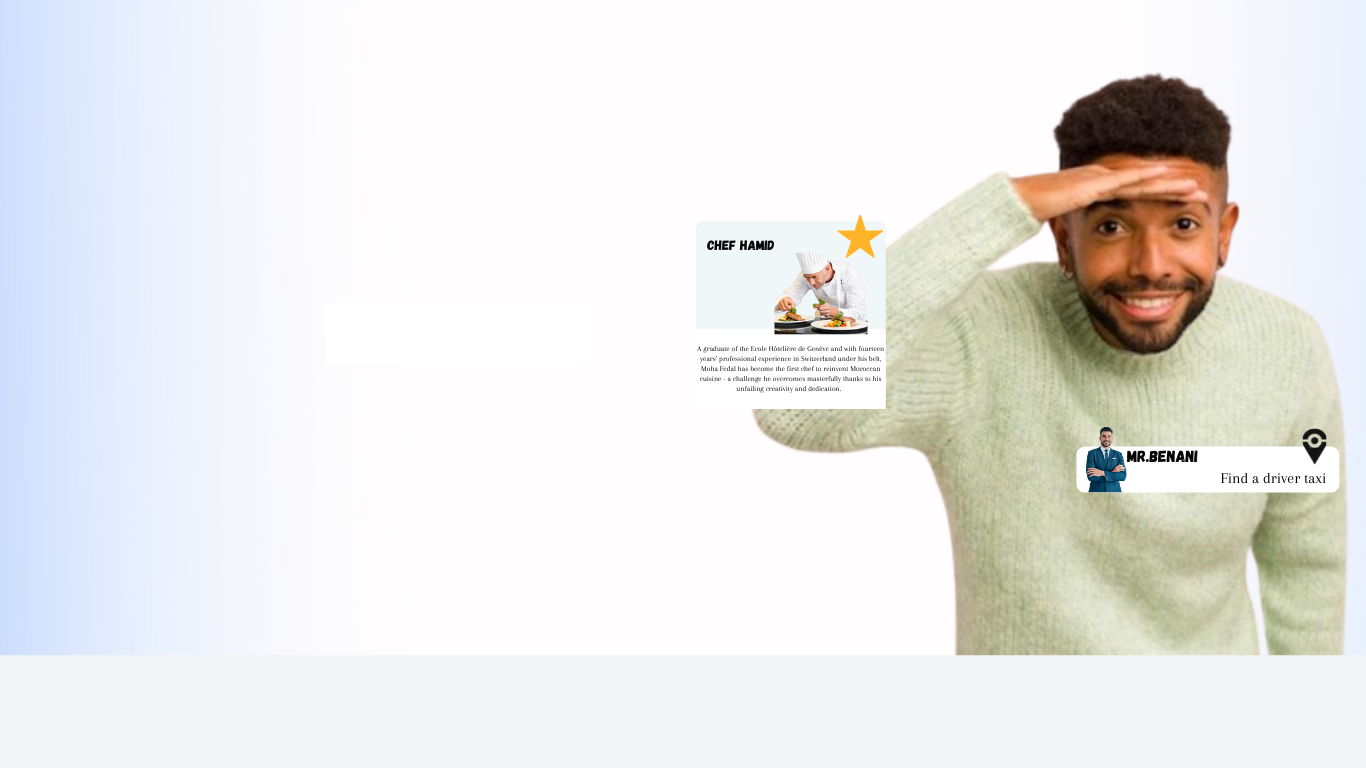 CHEF HAMID
A graduate of the Ecole Hôtelière de Genève and with fourteen
years' professional experience in Switzerland under his belt,
Moha Fedal has become the first chef to reinvent Moroccan
cuisine - a challenge he overcomes masterfully thanks to his
unfailing creativity and dedication.
MR.BENANI
Find a driver taxi